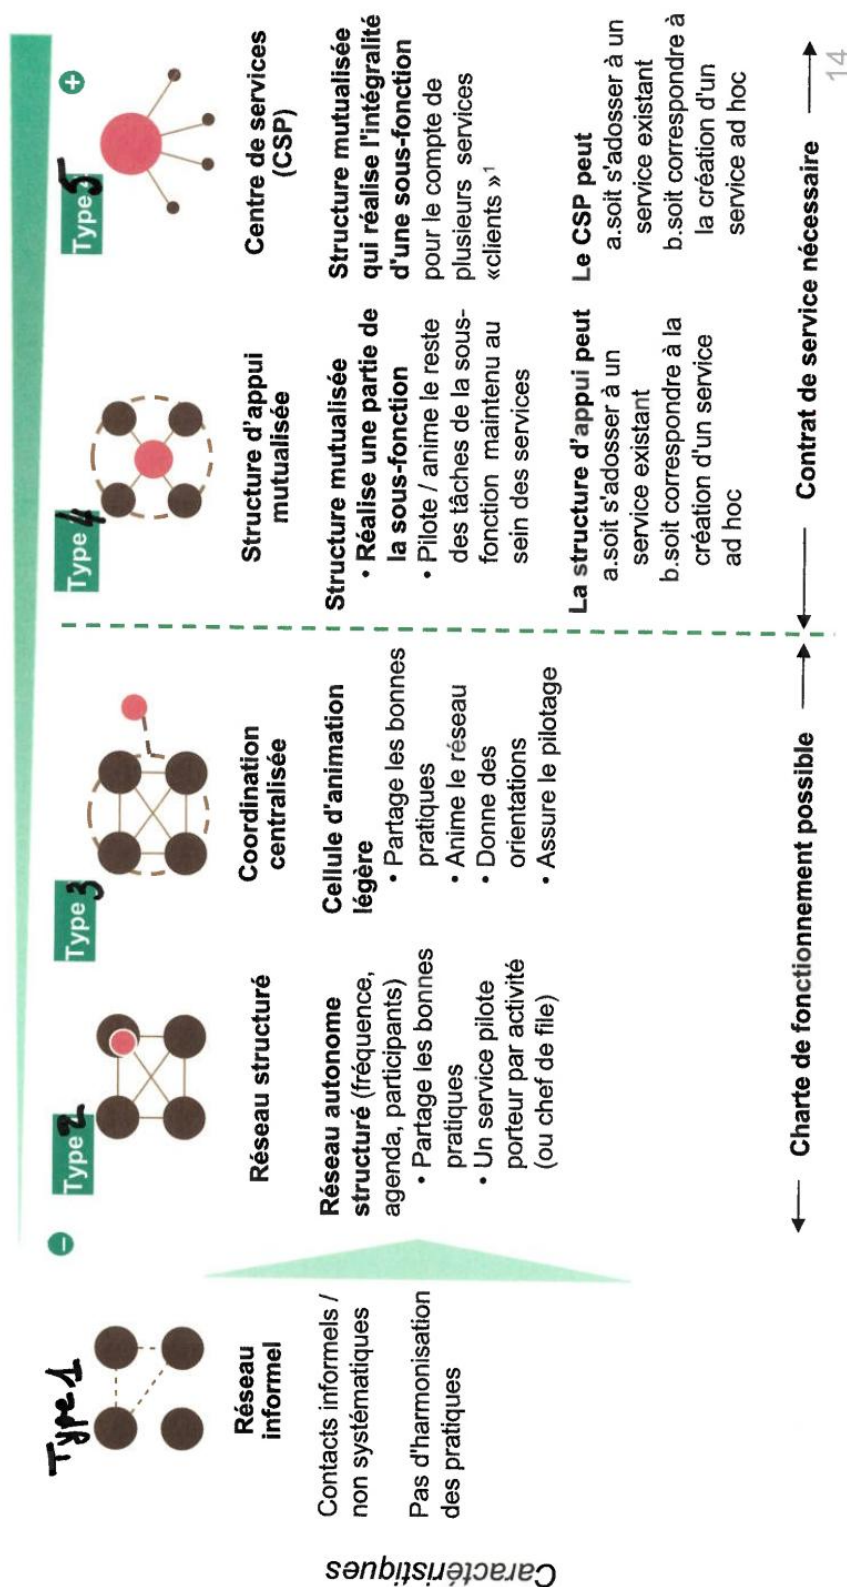 Caractéristiques
Type 1
Réseau
informel
Contacts informels /
non systématiques
Pas d'harmonisation
des pratiques
−
Type 2
Réseau structuré
Réseau autonome
structuré (fréquence,
agenda, participants)
• Partage les bonnes
pratiques
• Un service pilote
porteur par activité
(ou chef de file)
Type 3
Coordination
centralisée
Cellule d'animation
légère
• Partage les bonnes
pratiques
• Anime le réseau
• Donne des
orientations
• Assure le pilotage
Charte de fonctionnement possible
Type 4
Structure d'appui
mutualisée
Structure mutualisée
• Réalise une partie de
la sous-fonction
• Pilote / anime le reste
des tâches de la sous-
fonction maintenu au
sein des services
La structure d'appui peut
a.soit s'adosser à un
service existant
b.soit correspondre à la
création d'un service
ad hoc
+
Type 5
Centre de services
(CSP)
Structure mutualisée
qui réalise l'intégralité
d'une sous-fonction
pour le compte de
plusieurs services
«clients »¹
Le CSP peut
a.soit s'adosser à un
service existant
b.soit correspondre à
la création d'un
service ad hoc
Contrat de service nécessaire
14